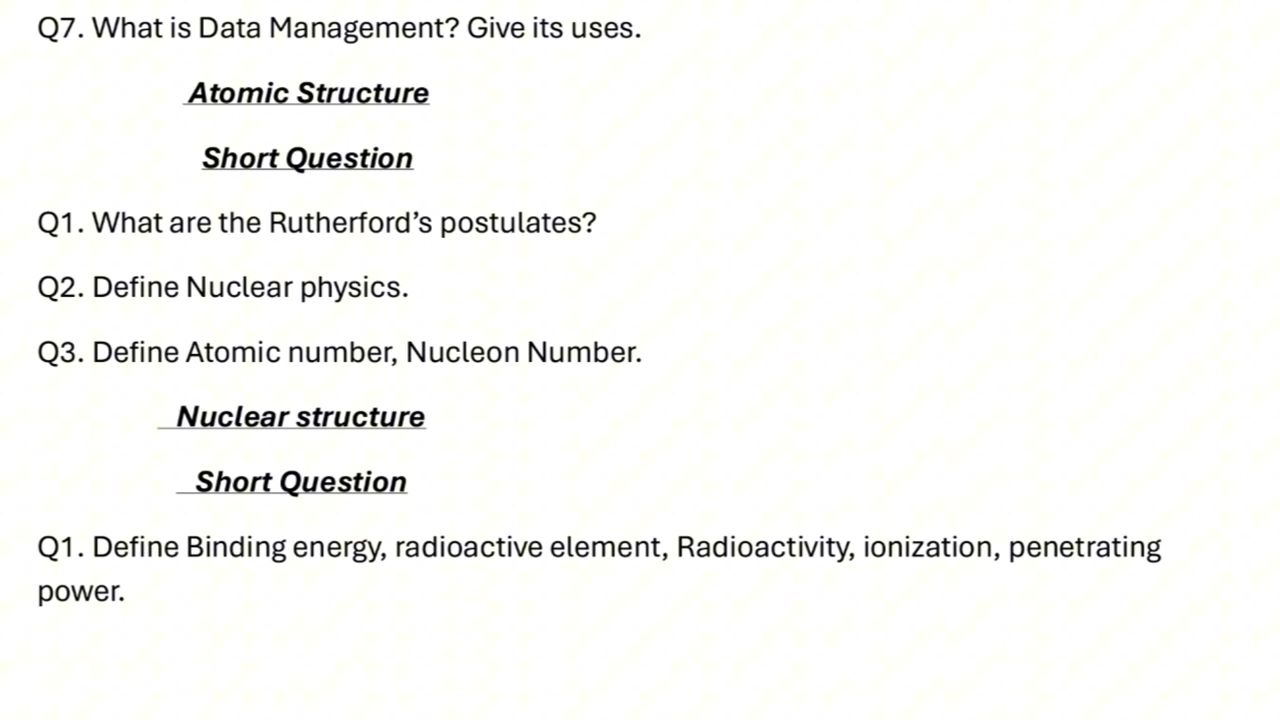 Q7. What is Data Management? Give its uses.
Atomic Structure
Short Question
Q1. What are the Rutherford’s postulates?
Q2. Define Nuclear physics.
Q3. Define Atomic number, Nucleon Number.
Nuclear structure
Short Question
Q1. Define Binding energy, radioactive element, Radioactivity, ionization, penetrating
power.